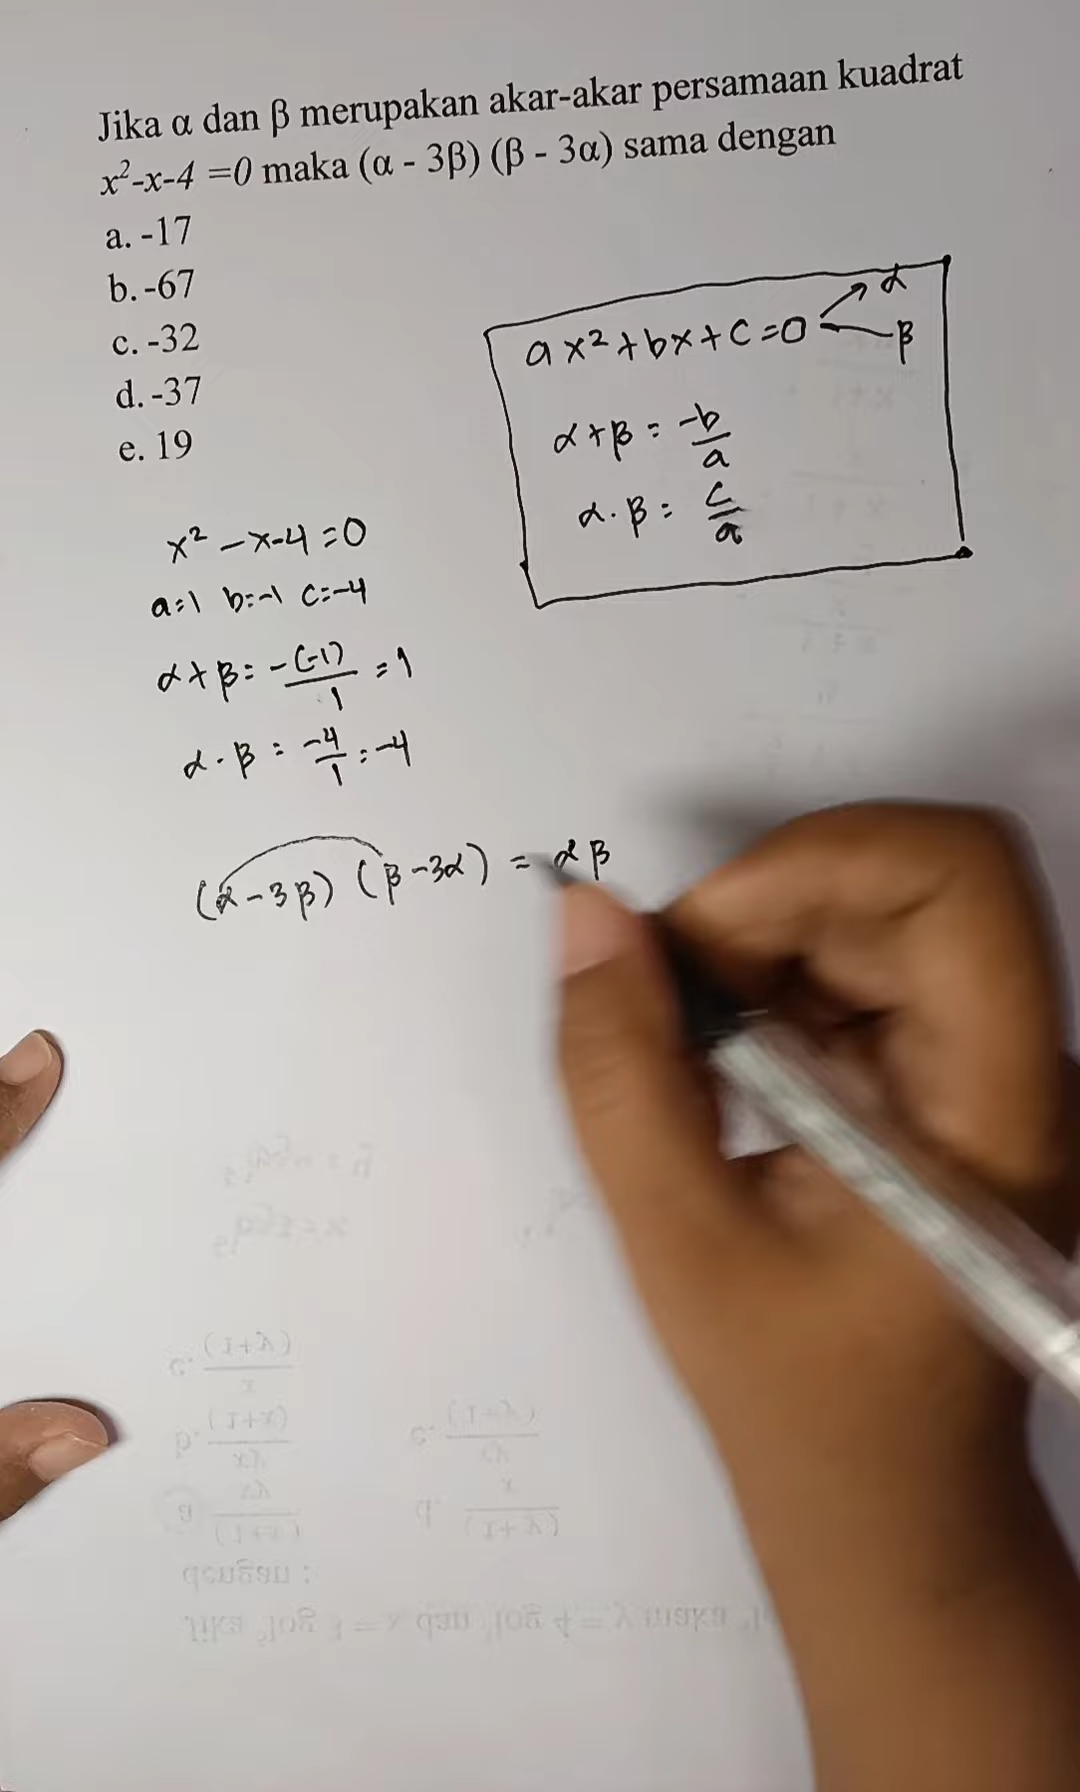 Jika α dan β merupakan akar-akar persamaan kuadrat
x²-x-4 =0 maka (α - 3β) (β - 3α) sama dengan
a. -17
b. -67
c. -32
d. -37
e. 19
ax²+bx+c=0 α
β
α+β = -b/a
α.β = c/a
x² -x-4=0
a=1 b=-1 c=-4
α+β = -(-1)/1 = 1
α.β = -4/1 = -4
(α-3β) (β-3α) = αβ